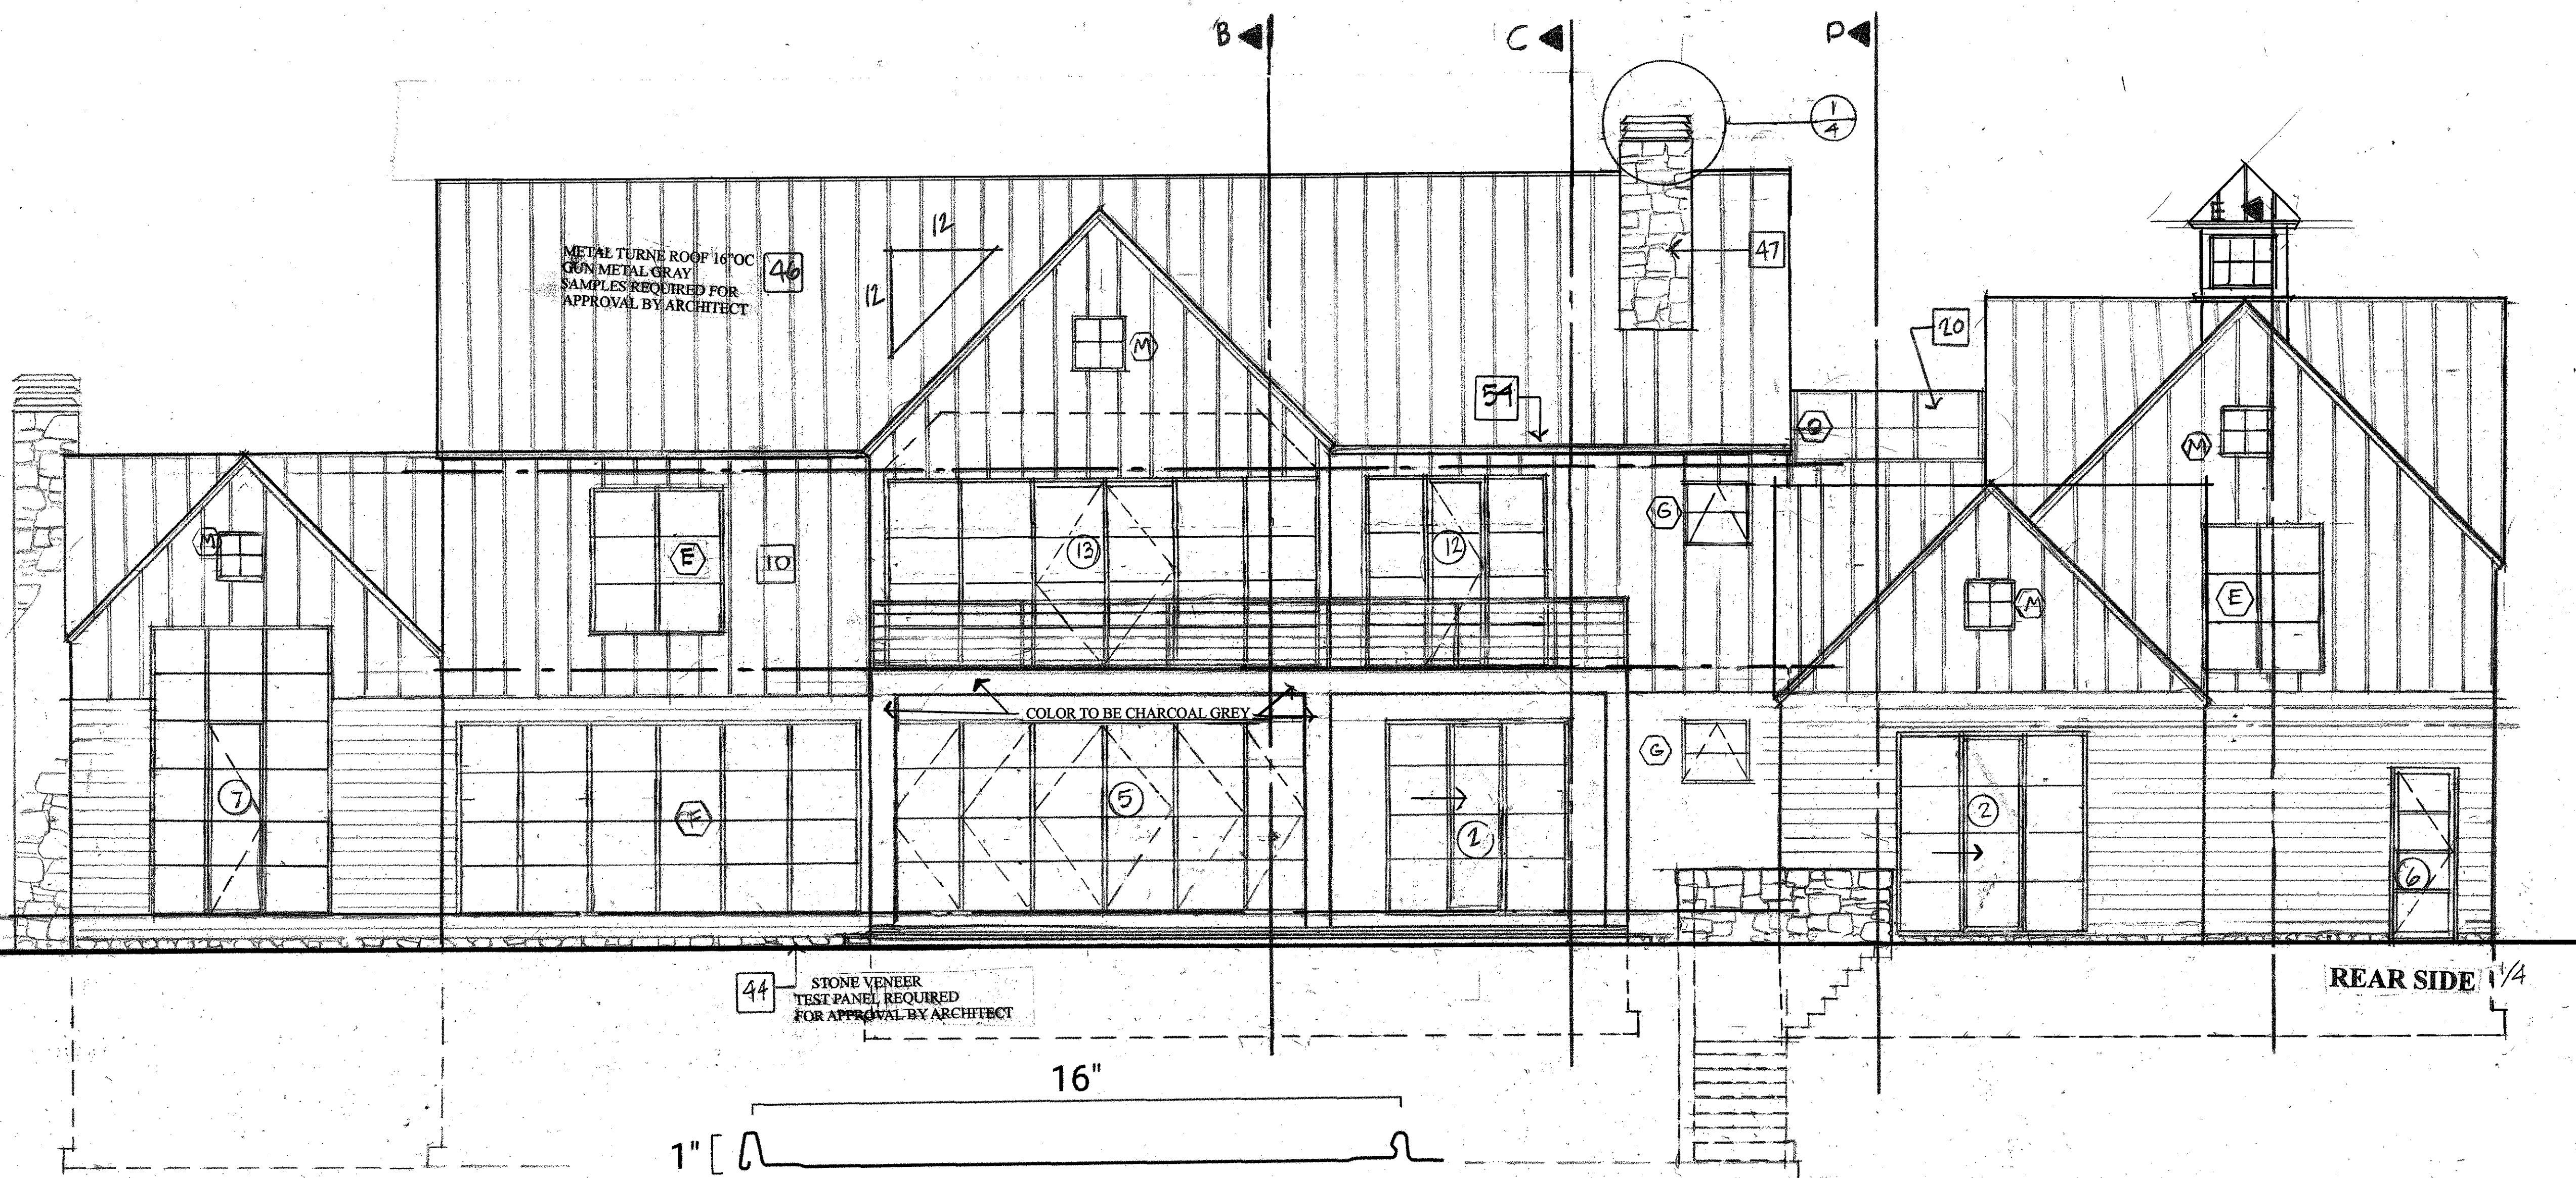 B
C
D
1
4
E
12
12
METAL TURNE ROOF 16"OC
GUN METAL GRAY
SAMPLES REQUIRED FOR
APPROVAL BY ARCHITECT
46
47
20
M
54
O
M
M
E
10
13
12
G
M
E
COLOR TO BE CHARCOAL GREY
7
F
5
2
G
2
6
44
STONE VENEER
TEST PANEL REQUIRED
FOR APPROVAL BY ARCHITECT
REAR SIDE 1/4
16"
1"